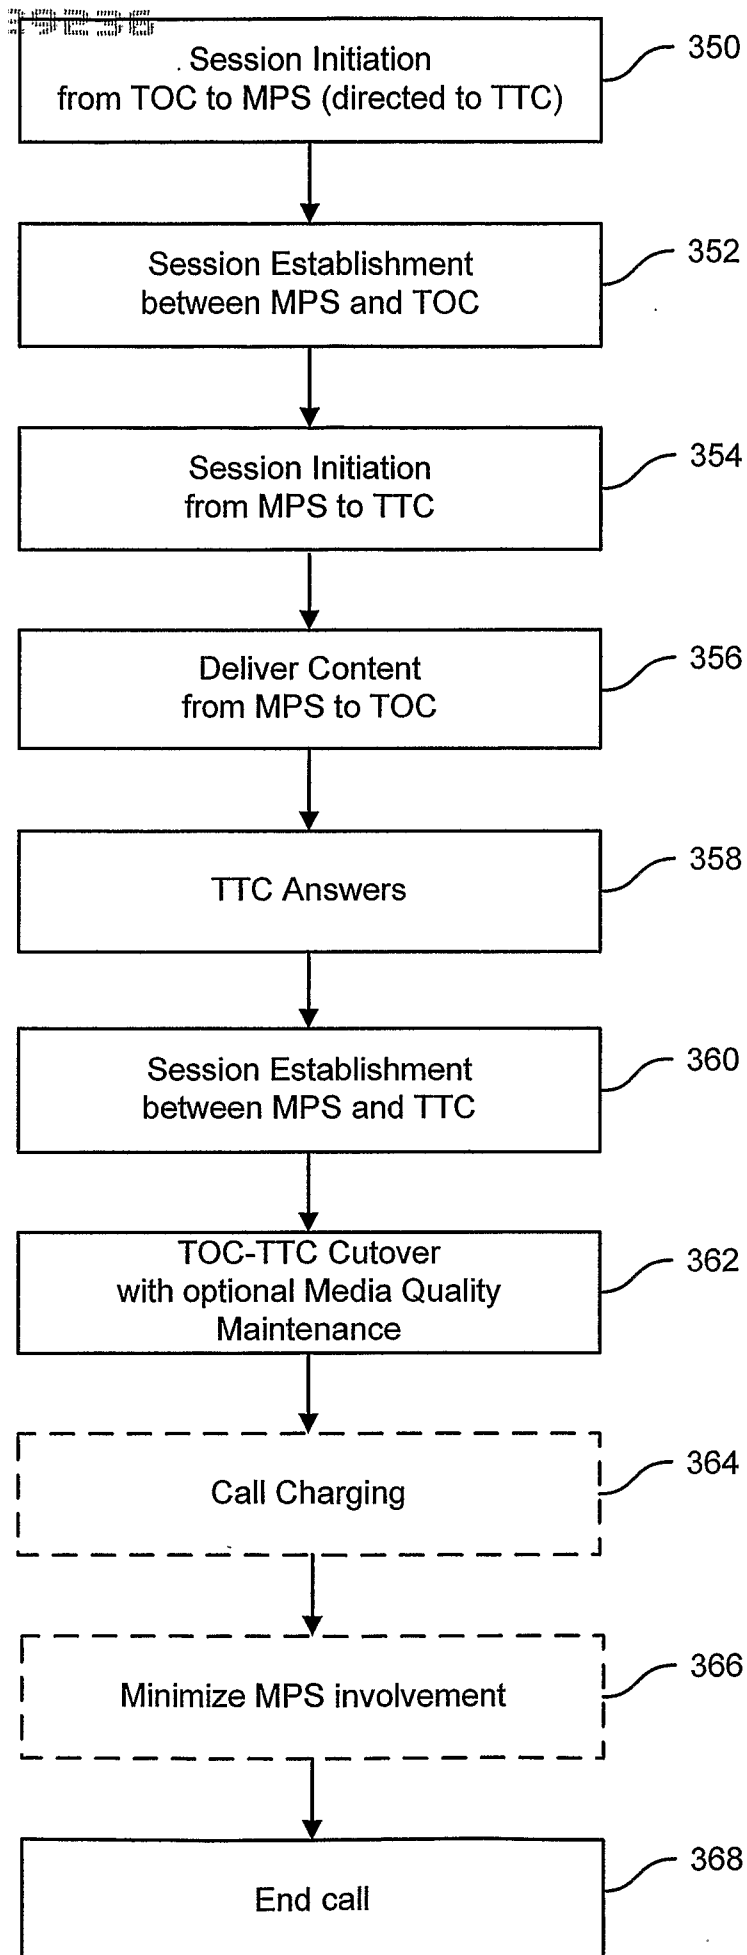 Session Initiation
from TOC to MPS (directed to TTC)
350
Session Establishment
between MPS and TOC
352
Session Initiation
from MPS to TTC
354
Deliver Content
from MPS to TOC
356
TTC Answers
358
Session Establishment
between MPS and TTC
360
TOC-TTC Cutover
with optional Media Quality
Maintenance
362
Call Charging
364
Minimize MPS involvement
366
End call
368